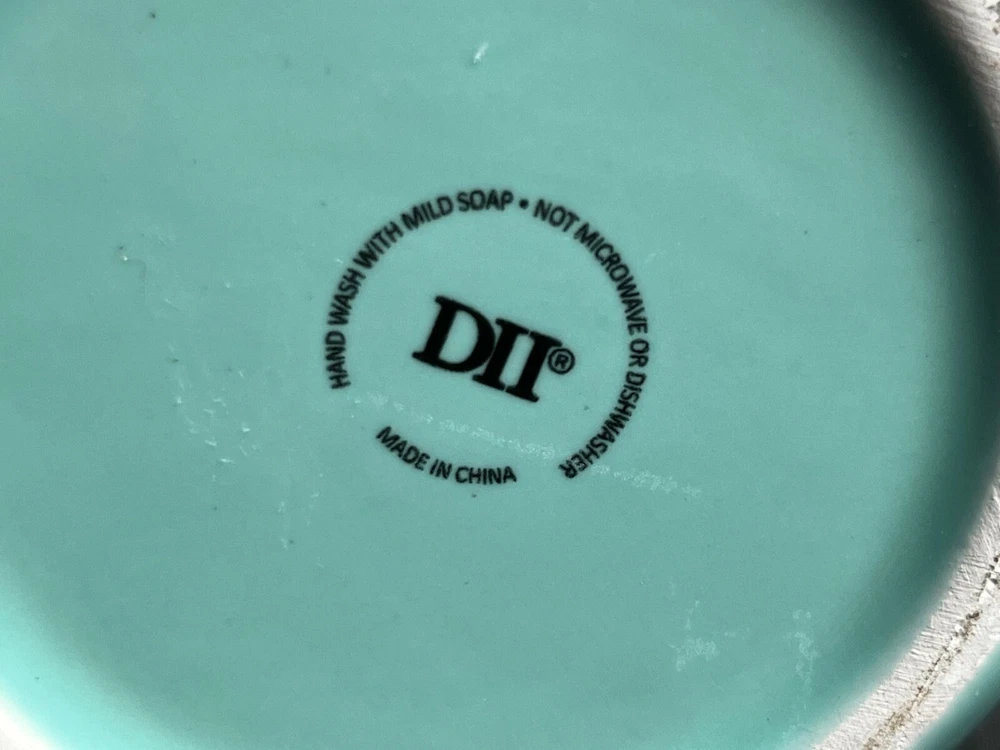 HAND WASH WITH MILD SOAP • NOT MICROWAVE OR DISHWASHER
DII®
MADE IN CHINA